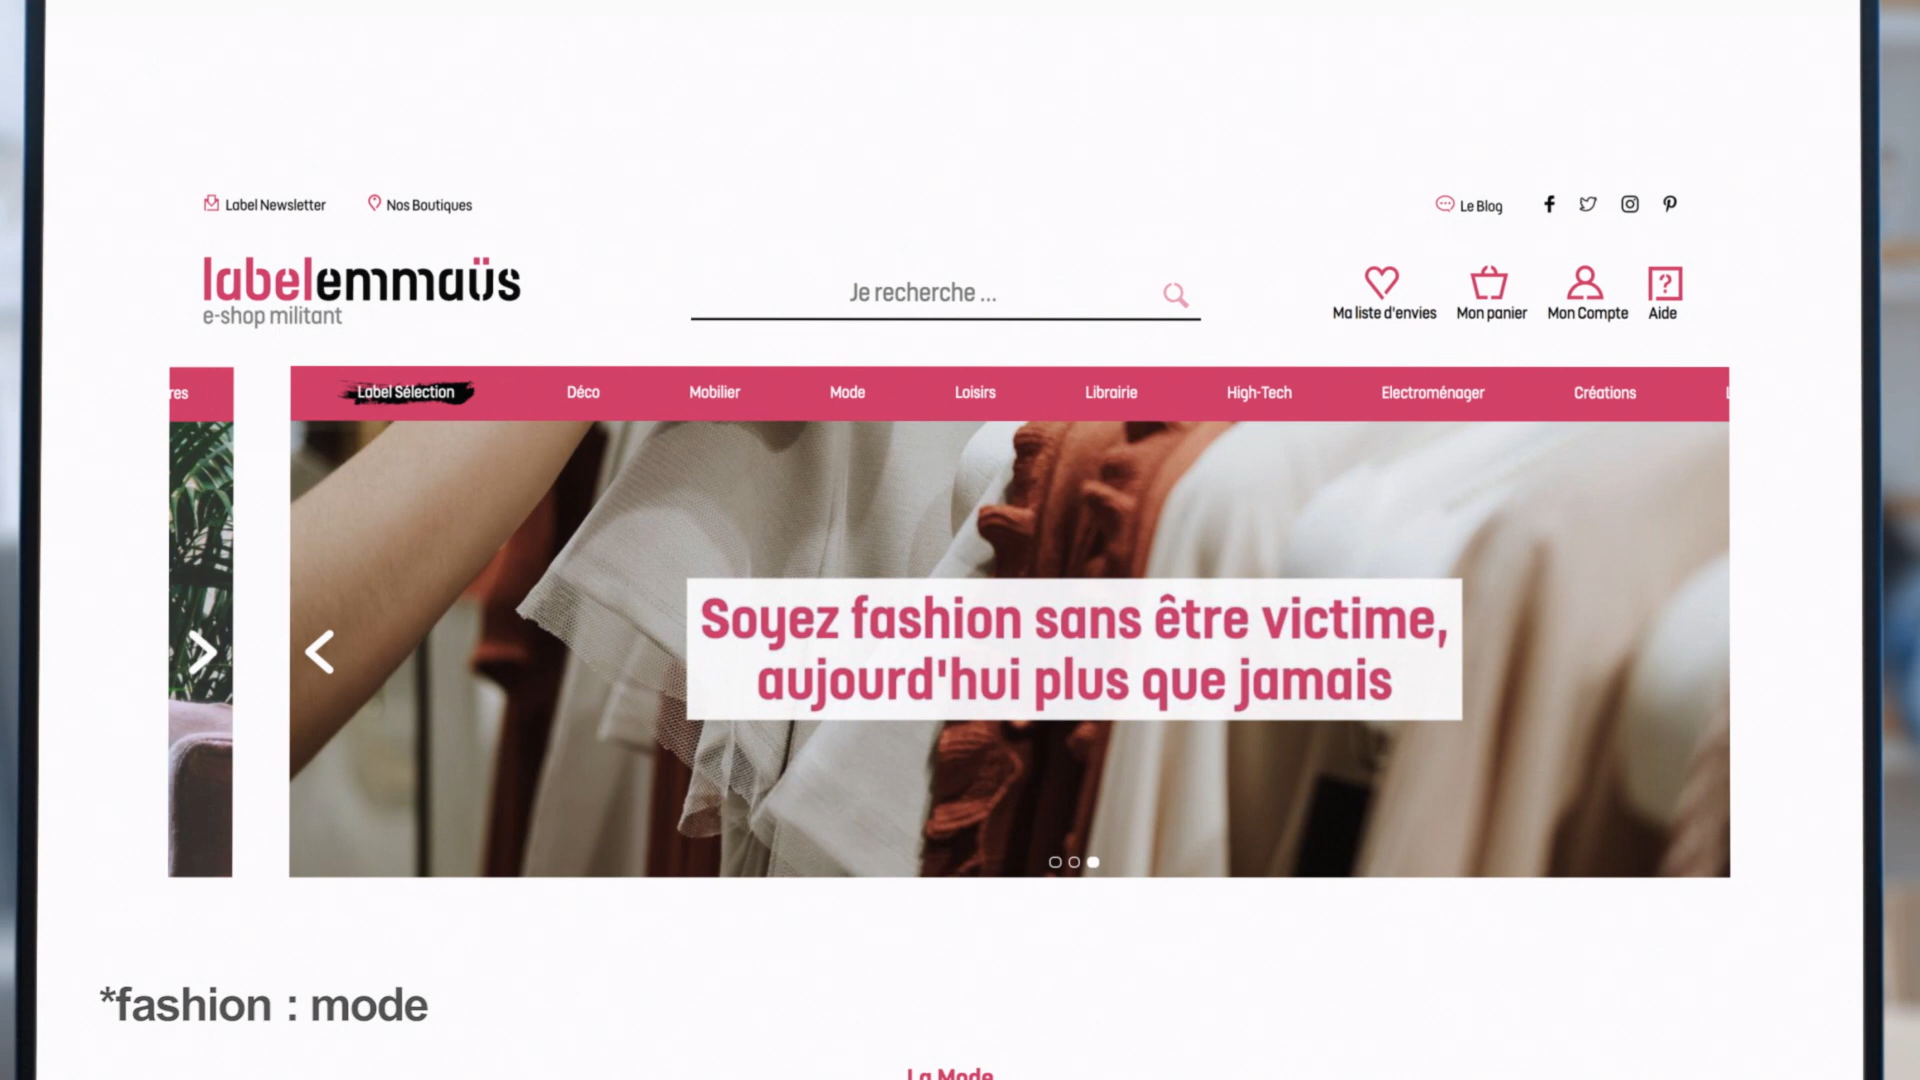 Label Newsletter
Nos Boutiques
Le Blog
labelemmaüs
e-shop militant
Je recherche ...
Ma liste d'envies
Mon panier
Mon Compte
Aide
?
res
Label Sélection
Déco
Mobilier
Mode
Loisirs
Librairie
High-Tech
Electroménager
Créations
Soyez fashion sans être victime,
aujourd'hui plus que jamais
*fashion : mode
La Mode